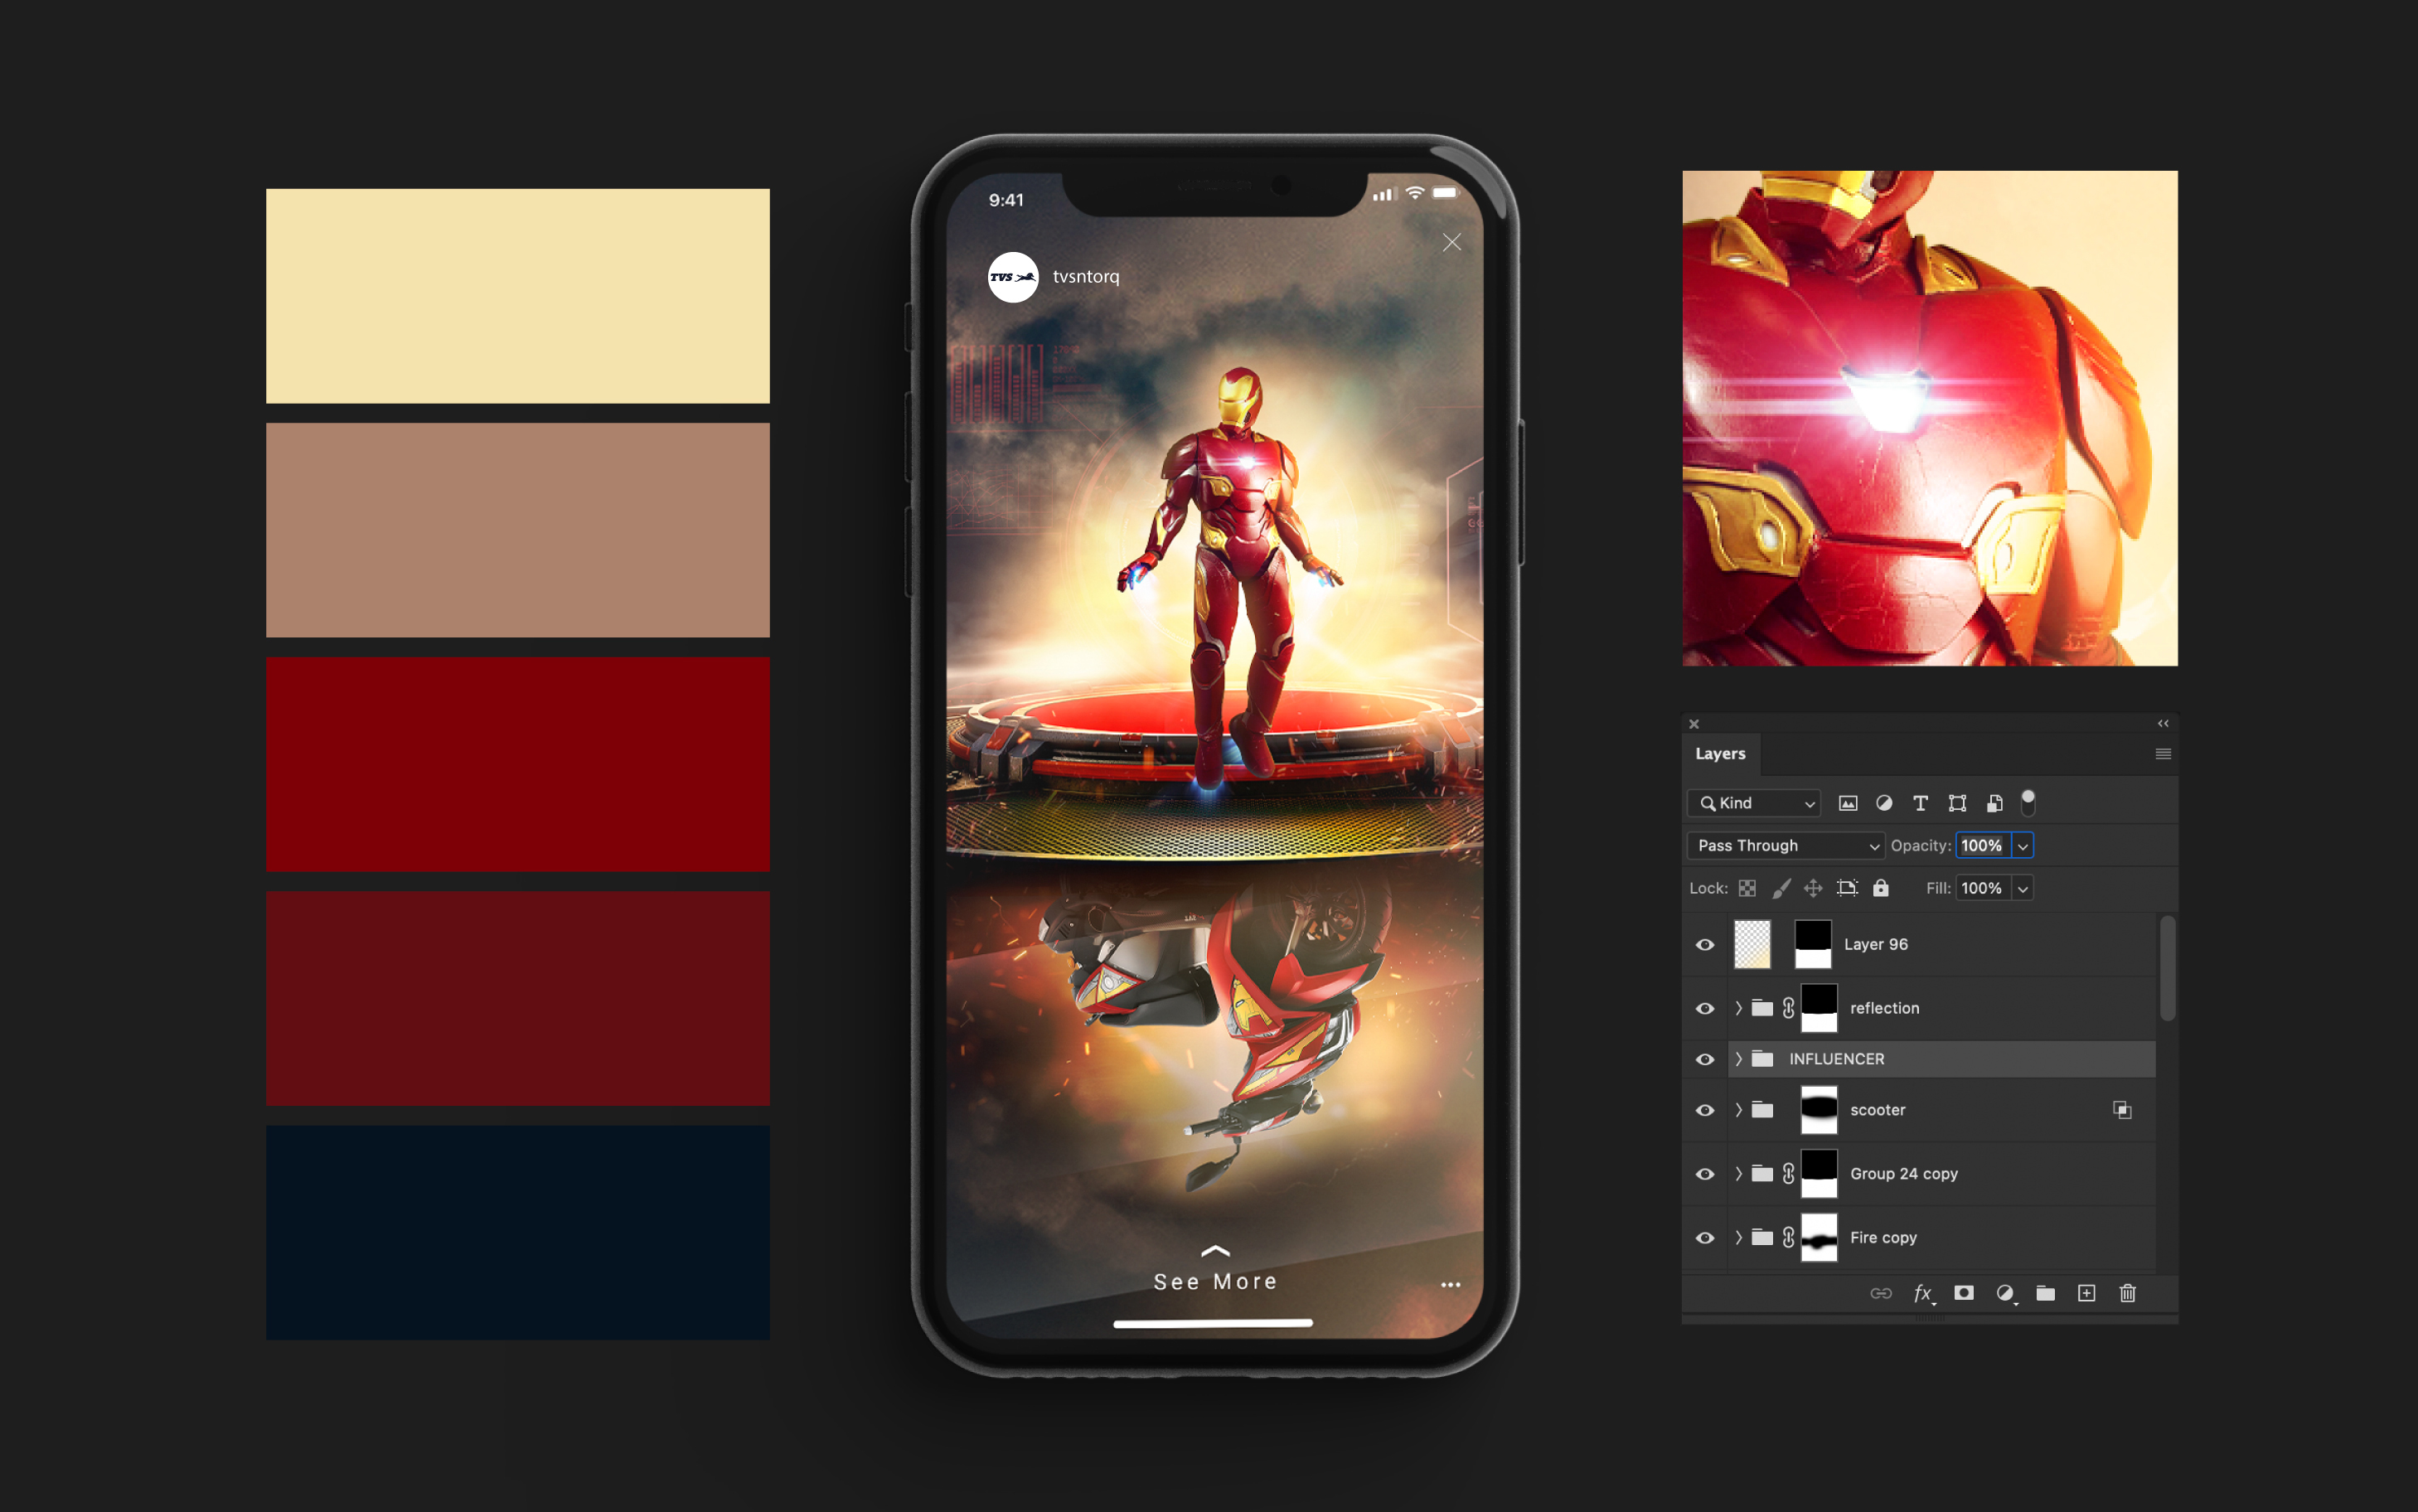 9:41
TVS
tvsntorq
See More
Layers
Kind
Pass Through
Opacity: 100%
Lock:
Fill: 100%
Layer 96
reflection
INFLUENCER
scooter
Group 24 copy
Fire copy
fx